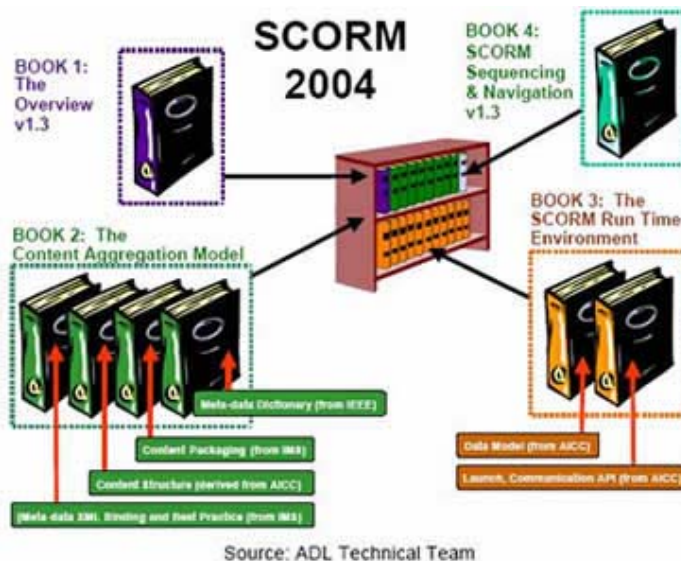 SCORM
2004
BOOK 1:
The
Overview
v1.3
BOOK 4:
SCORM
Sequencing
& Navigation
v1.3
BOOK 2: The
Content Aggregation Model
BOOK 3: The
SCORM Run Time
Environment
Meta-data Dictionary (from IEEE)
Content Packaging (from IMS)
Content Structure (derived from AICC)
(Meta-data XML Binding and Best Practice (from IMS)
Data Model (from AICC)
Launch, Communication API (from AICC)
Source: ADL Technical Team